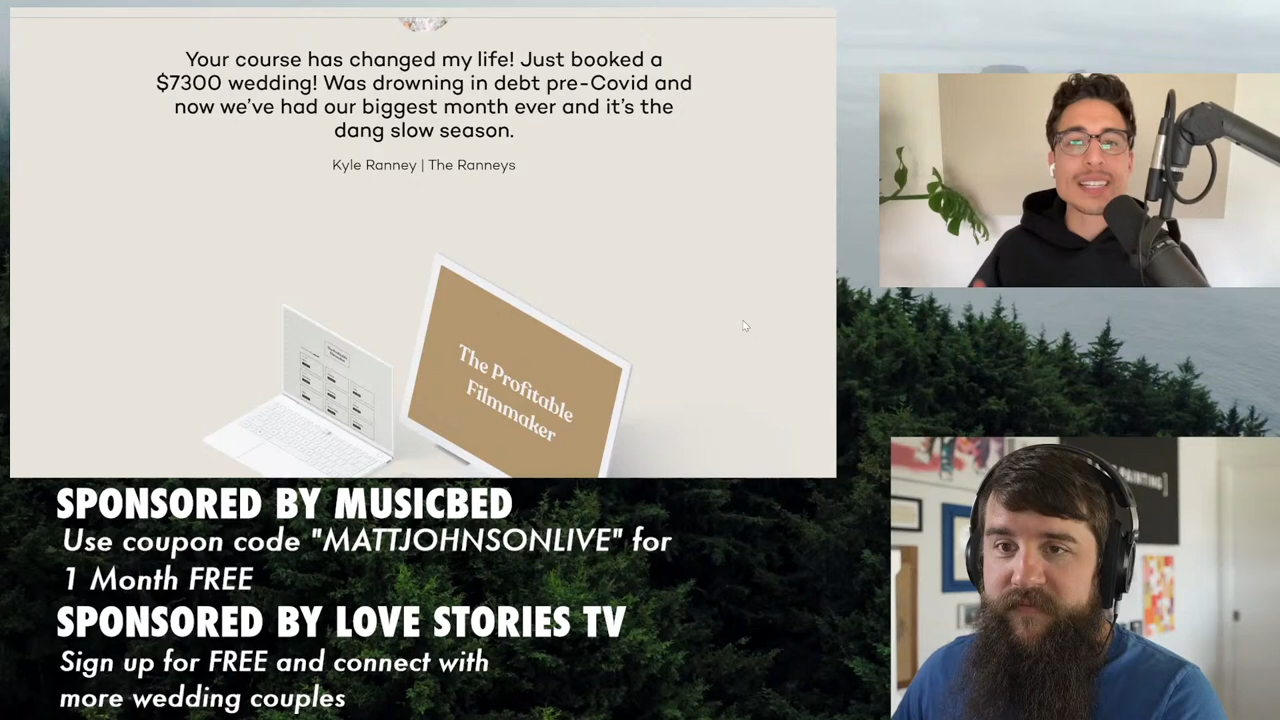 Your course has changed my life! Just booked a
$7300 wedding! Was drowning in debt pre-Covid and
now we've had our biggest month ever and it's the
dang slow season.
Kyle Ranney | The Ranneys
The Profitable
Filmmaker
SPONSORED BY MUSICBED
Use coupon code "MATTJOHNSONLIVE" for
1 Month FREE
SPONSORED BY LOVE STORIES TV
Sign up for FREE and connect with
more wedding couples
PAINTING]